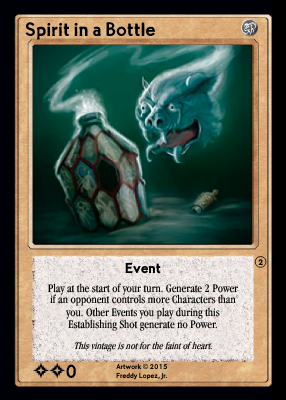 Spirit in a Bottle
2
Event
Play at the start of your turn. Generate 2 Power
if an opponent controls more Characters than
you. Other Events you play during this
Establishing Shot generate no Power.
This vintage is not for the faint of heart.
0
Artwork © 2015
Freddy Lopez, Jr.